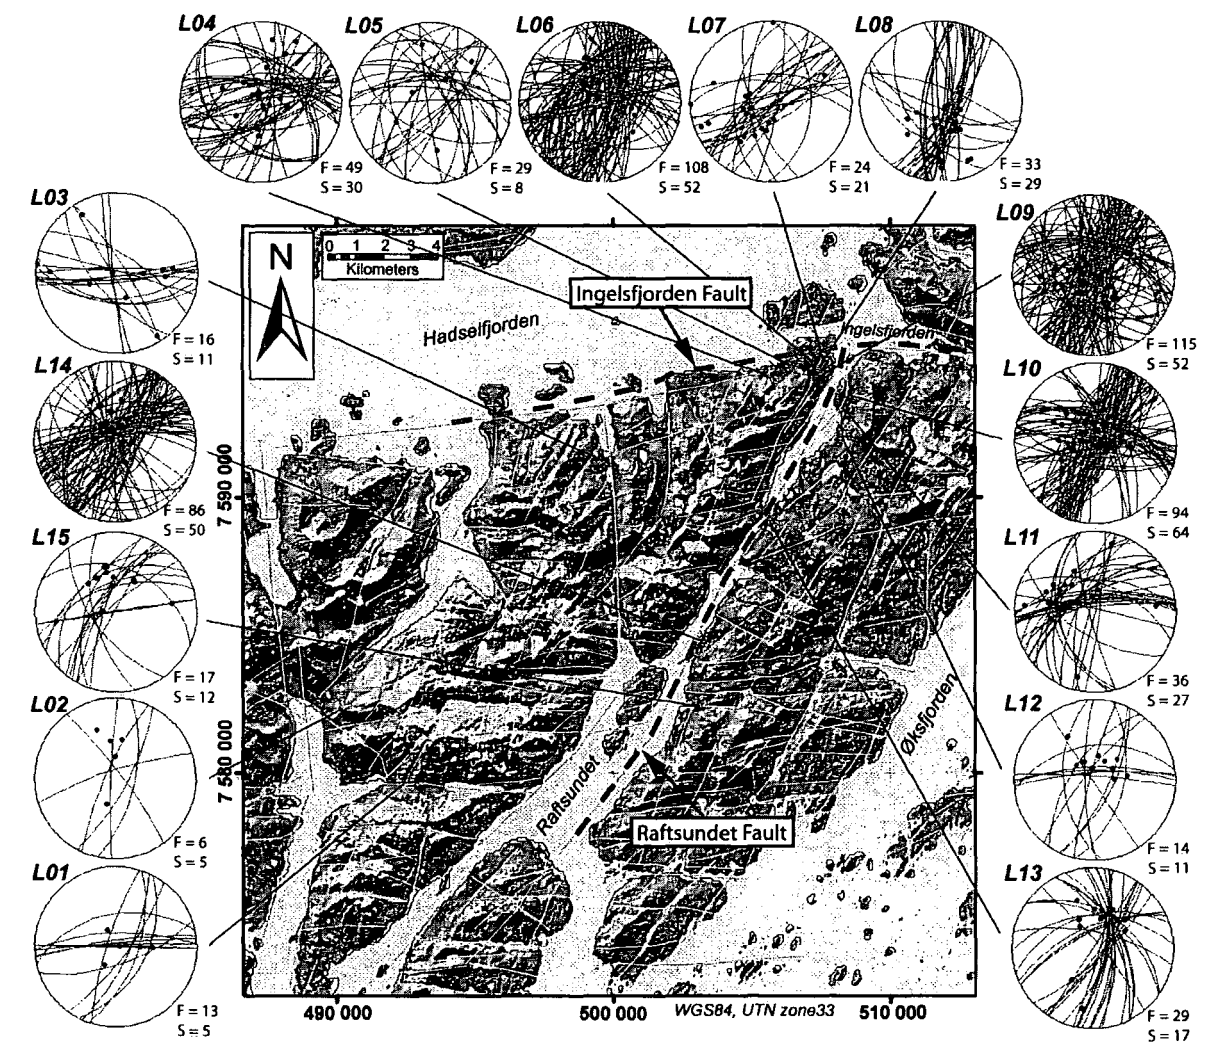 L04
L05
L06
L07
L08
F = 49
S = 30
F = 29
S = 8
F = 108
S = 52
F = 24
S = 21
F = 33
S = 29
L03
F = 16
S = 11
L09
F = 115
S = 52
N
0 1 2 3 4
Kilometers
Ingelsfjorden Fault
Hadselfjorden
Ingelsfjorden
L14
F = 86
S = 50
L10
F = 94
S = 64
7 590 000
L15
F = 17
S = 12
L11
F = 36
S = 27
L02
F = 6
S = 5
L12
F = 14
S = 11
7 580 000
Øksfjorden
Raftsundet
Raftsundet Fault
L01
F = 13
S = 5
L13
F = 29
S = 17
490 000
500 000
WGS84, UTN zone33
510 000